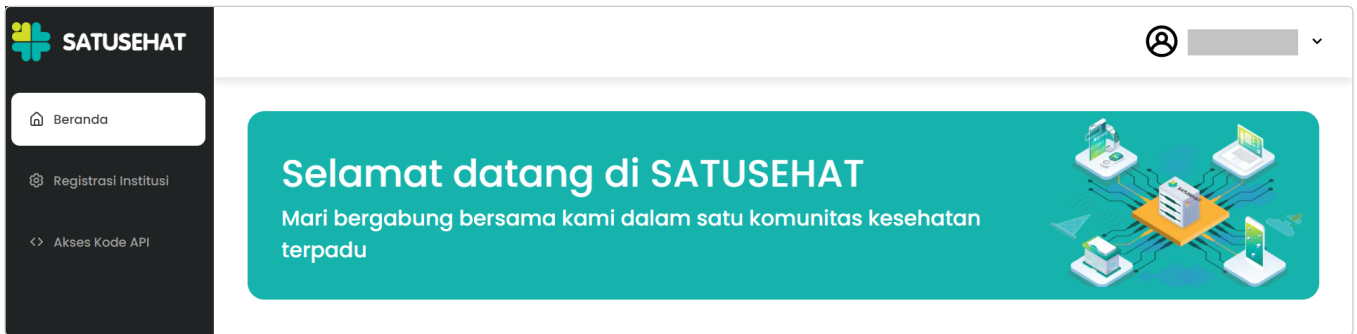 SATUSEHAT
Beranda
Registrasi Institusi
Akses Kode API
Selamat datang di SATUSEHAT
Mari bergabung bersama kami dalam satu komunitas kesehatan
terpadu